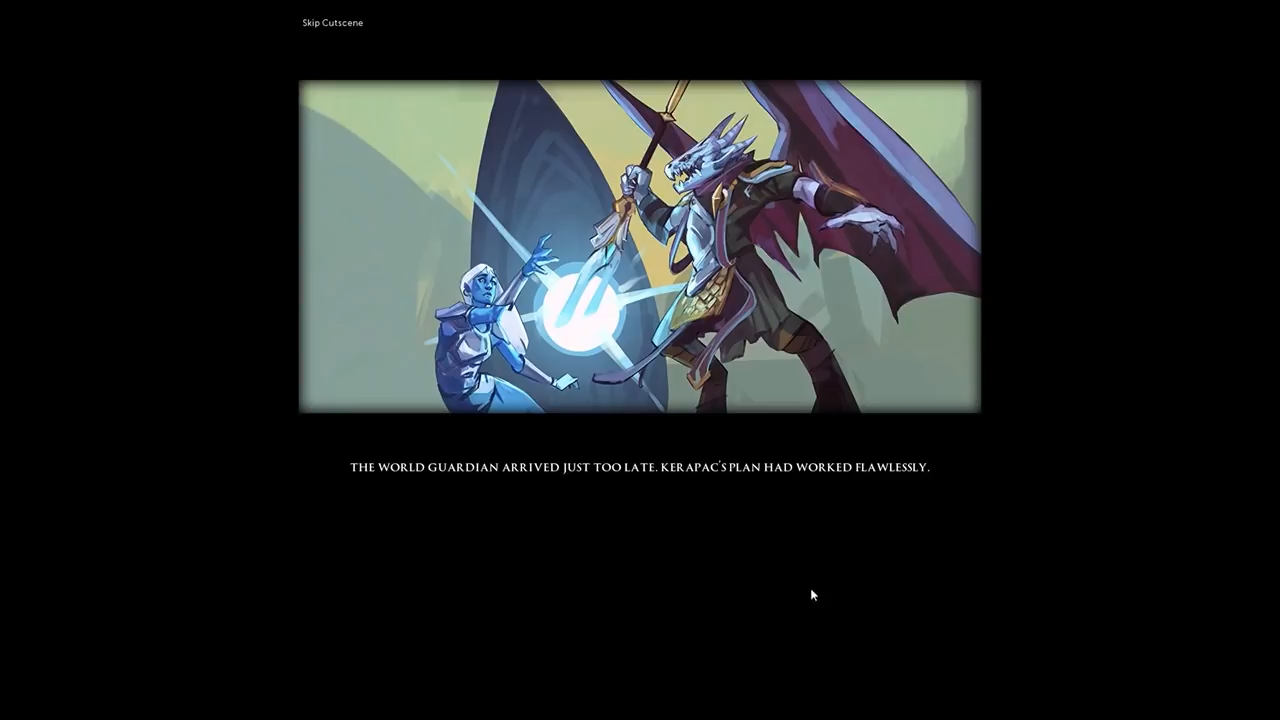 Skip Cutscene
THE WORLD GUARDIAN ARRIVED JUST TOO LATE. KERAPAC'S PLAN HAD WORKED FLAWLESSLY.